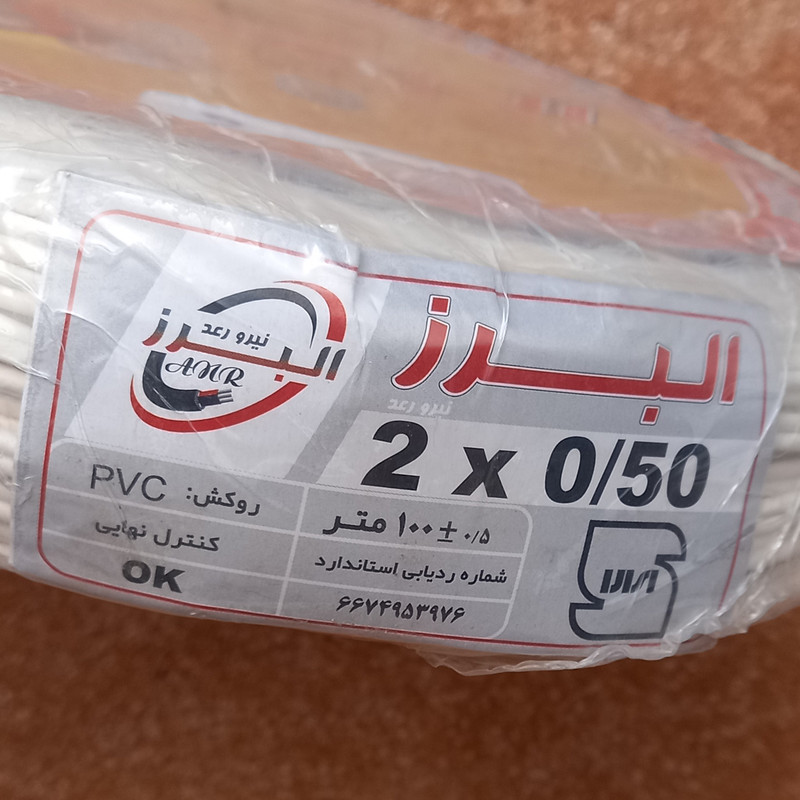 نیرو رعد
البرز
ANR
البرز
نیرو رعد
2 x 0/50
روکش: PVC
۱۰۰ ± ۰/۵ متر
کنترل نهایی
OK
شماره ردیابی استاندارد
۶۶۷۴۹۵۳۹۷۶